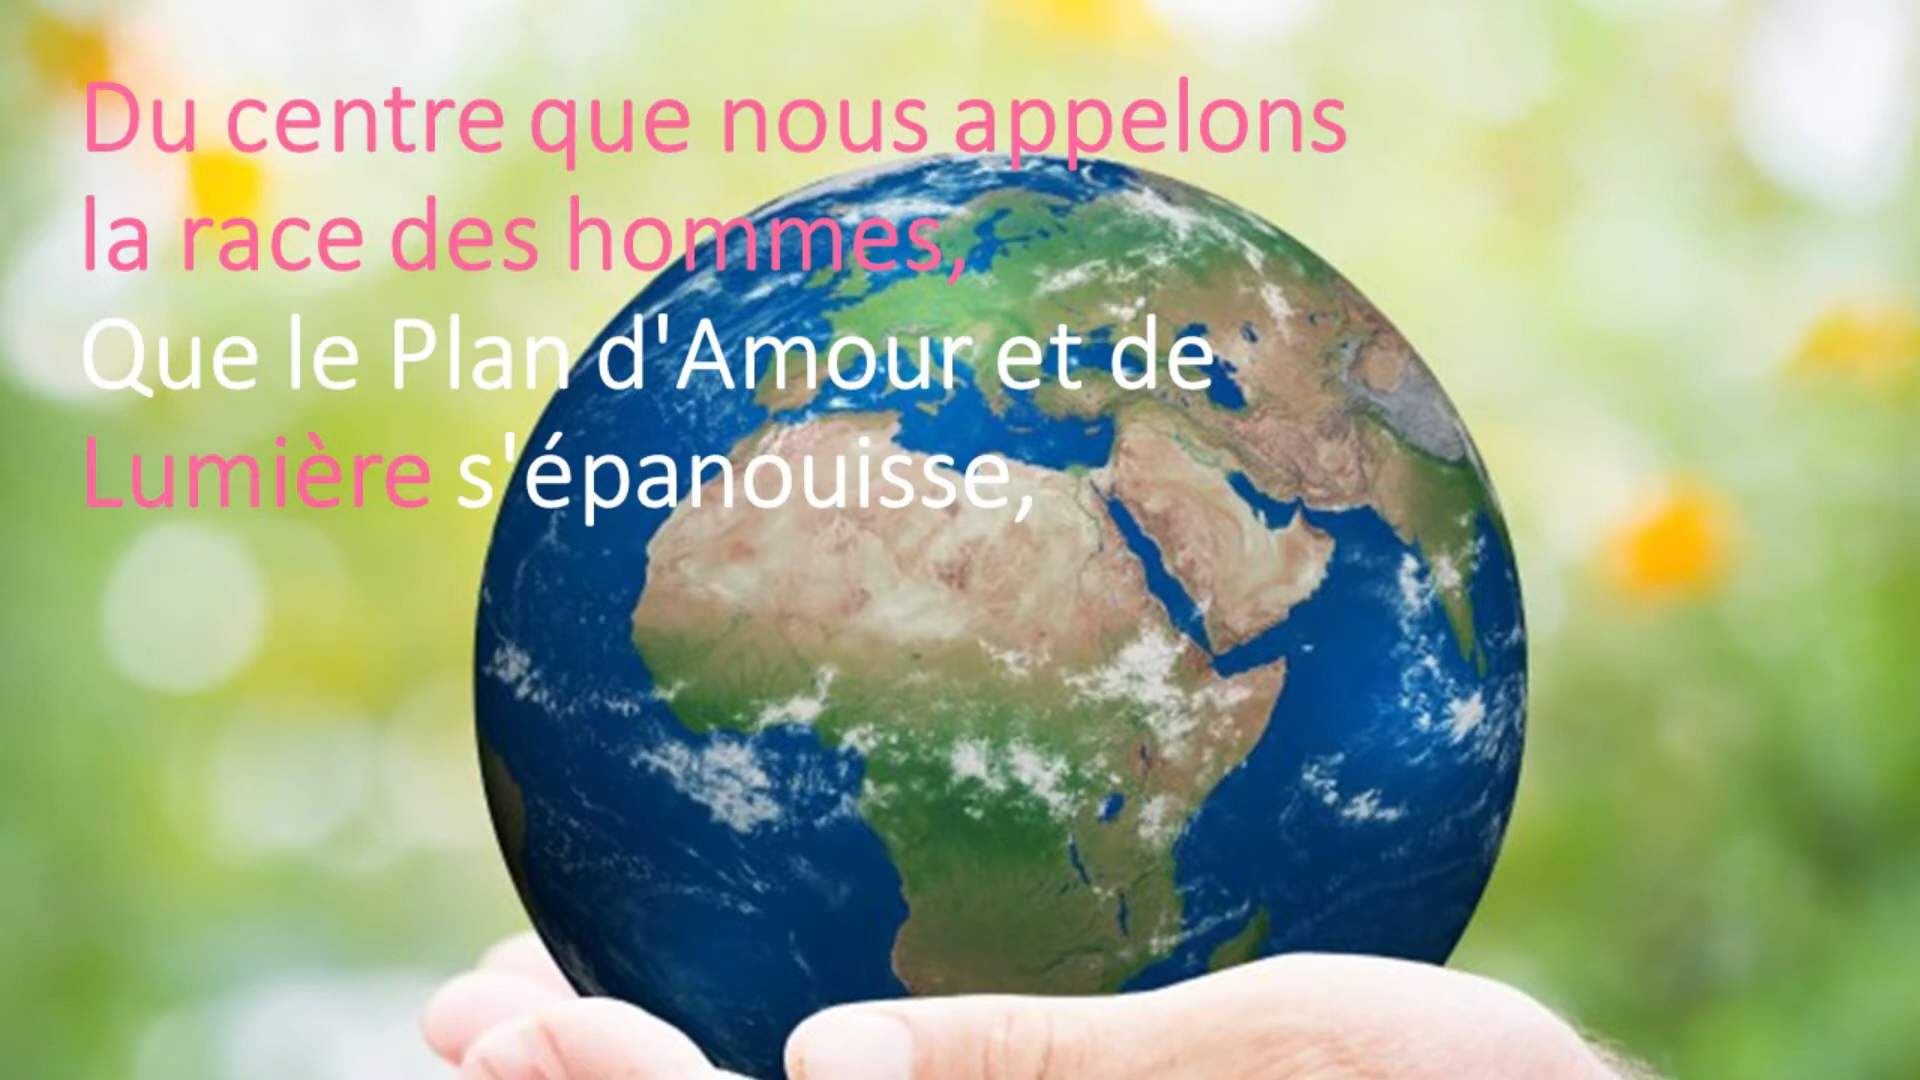 Du centre que nous appelons
la race des hommes,
Que le Plan d'Amour et de
Lumière s'épanouisse,